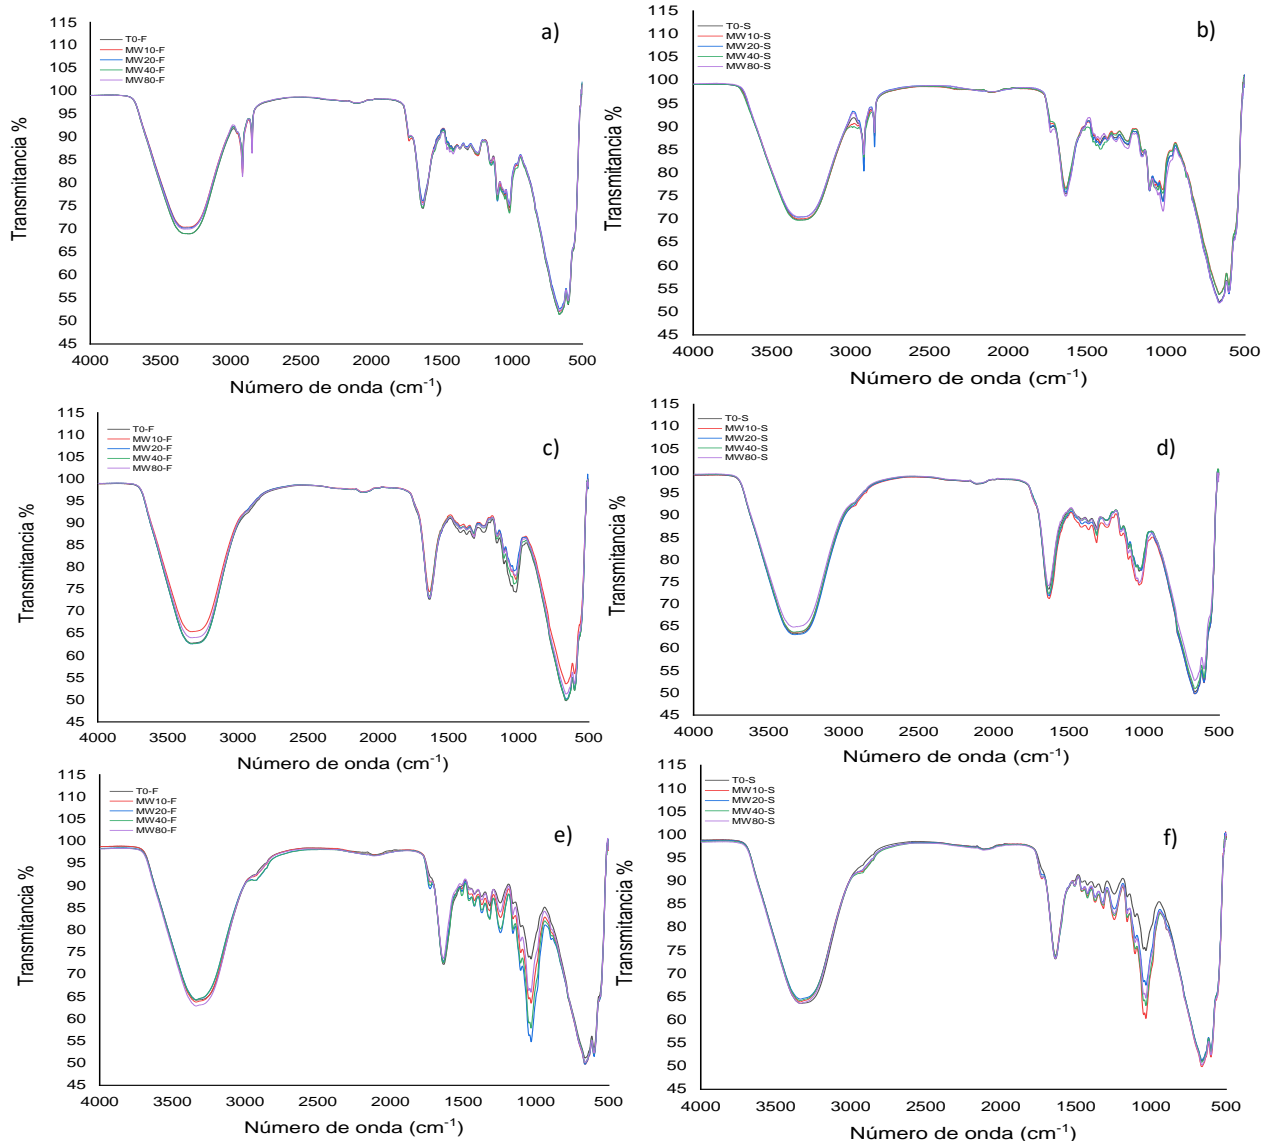 a)
T0-F
MW10-F
MW20-F
MW40-F
MW80-F
115
110
105
100
95
90
85
80
75
70
65
60
55
50
45
Transmitancia %
4000 3500 3000 2500 2000 1500 1000 500
Número de onda (cm-1)
b)
T0-S
MW10-S
MW20-S
MW40-S
MW80-S
115
110
105
100
95
90
85
80
75
70
65
60
55
50
45
Transmitancia %
4000 3500 3000 2500 2000 1500 1000 500
Número de onda (cm-1)
c)
T0-F
MW10-F
MW20-F
MW40-F
MW80-F
115
110
105
100
95
90
85
80
75
70
65
60
55
50
45
Transmitancia %
4000 3500 3000 2500 2000 1500 1000 500
Número de onda (cm-1)
d)
T0-S
MW10-S
MW20-S
MW40-S
MW80-S
115
110
105
100
95
90
85
80
75
70
65
60
55
50
45
Transmitancia %
4000 3500 3000 2500 2000 1500 1000 500
Número de onda (cm-1)
e)
T0-F
MW10-F
MW20-F
MW40-F
MW80-F
115
110
105
100
95
90
85
80
75
70
65
60
55
50
45
Transmitancia %
4000 3500 3000 2500 2000 1500 1000 500
Número de onda (cm-1)
f)
T0-S
MW10-S
MW20-S
MW40-S
MW80-S
115
110
105
100
95
90
85
80
75
70
65
60
55
50
45
Transmitancia %
4000 3500 3000 2500 2000 1500 1000 500
Número de onda (cm-1)